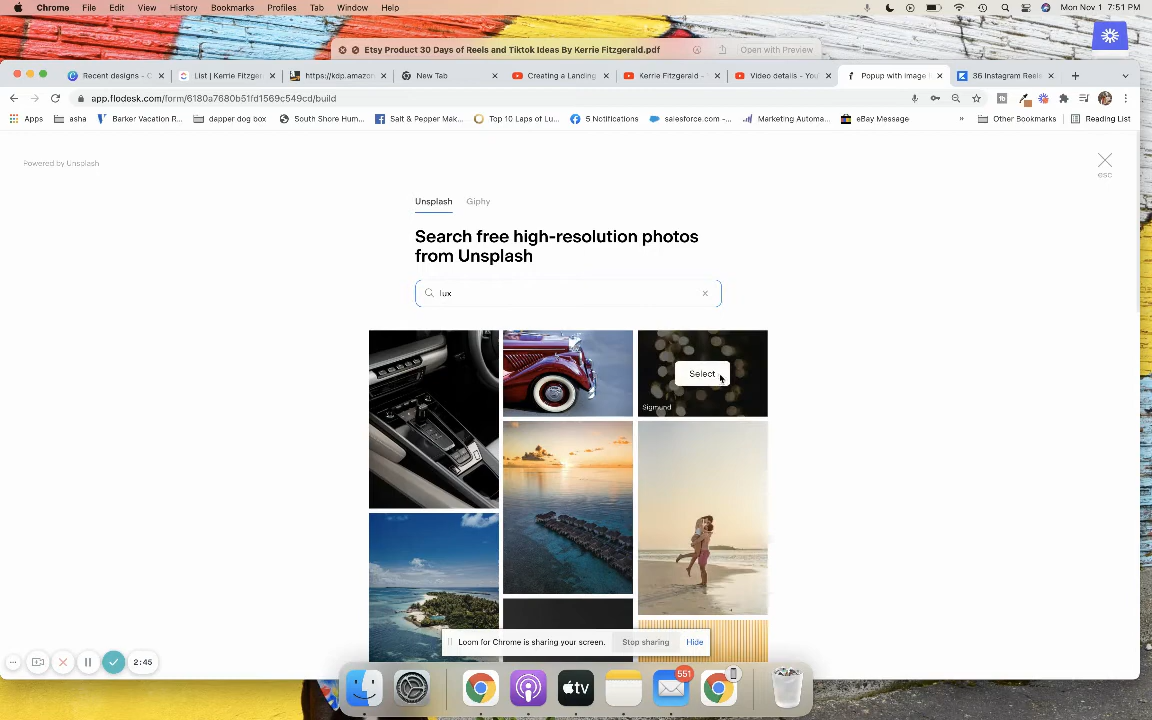 Chrome File Edit View History Bookmarks Profiles Tab Window Help Mon Nov 1 7:51 PM
Etsy Product 30 Days of Reels and Tiktok Ideas By Kerrie Fitzgerald.pdf Open with Preview
Recent designs - C List | Kerrie Fitzger https://kdp.amazon New Tab Creating a Landing Kerrie Fitzgerald - Video details - You Popup with image 36 Instagram Reels
app.flodesk.com/form/6180a7680b51fd1569c549cd/build
Apps asha Barker Vacation R... dapper dog box South Shore Hum... Salt & Pepper Mak... Top 10 Laps of Lu... 5 Notifications salesforce.com -... Marketing Automa... eBay Message » Other Bookmarks Reading List
Powered by Unsplash
esc
Unsplash Giphy
Search free high-resolution photos
from Unsplash
lux
Select
Sigmund
Loom for Chrome is sharing your screen. Stop sharing Hide
2:45
551
tv